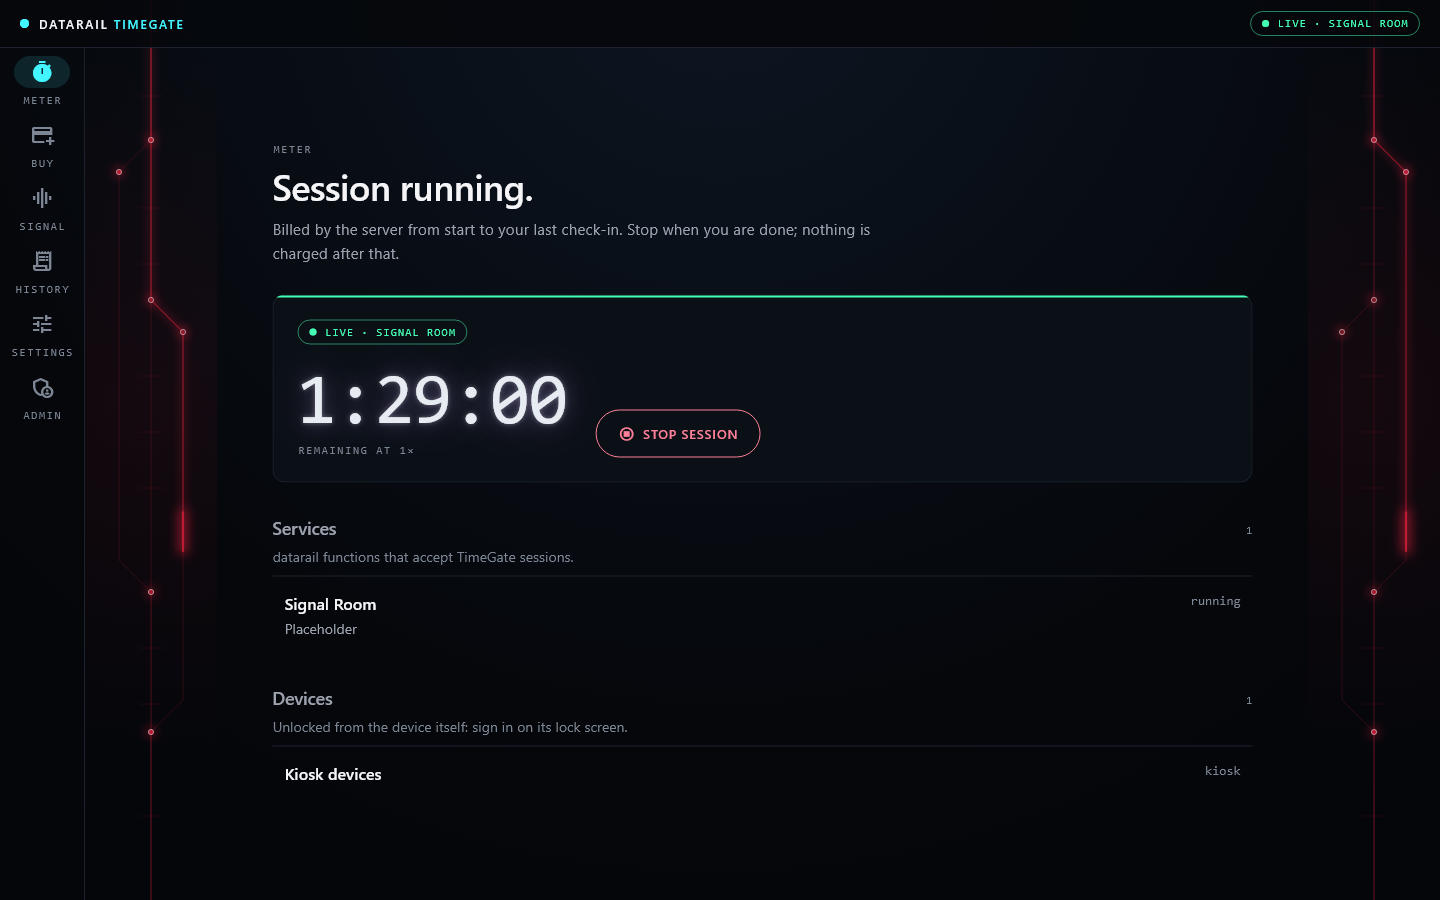 DATARAIL TIMEGATE
LIVE · SIGNAL ROOM
METER
BUY
SIGNAL
HISTORY
SETTINGS
ADMIN
METER
Session running.
Billed by the server from start to your last check-in. Stop when you are done; nothing is
charged after that.
LIVE · SIGNAL ROOM
1:29:00
REMAINING AT 1×
STOP SESSION
Services
1
datarail functions that accept TimeGate sessions.
Signal Room
running
Placeholder
Devices
1
Unlocked from the device itself: sign in on its lock screen.
Kiosk devices
kiosk